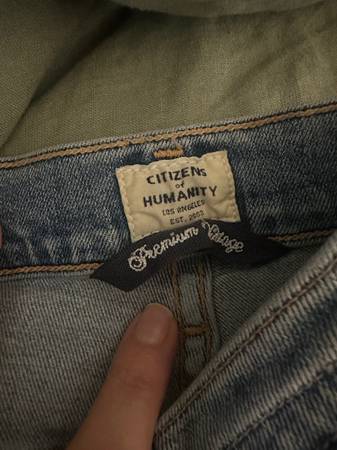 CITIZENS
of
HUMANITY
LOS ANGELES
EST. 2003
Premium Vintage